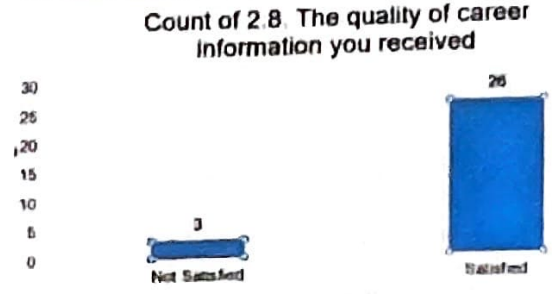 Count of 2.8. The quality of career
information you received
30
25
20
15
10
5
0
3
Not Satisfied
26
Satisfied